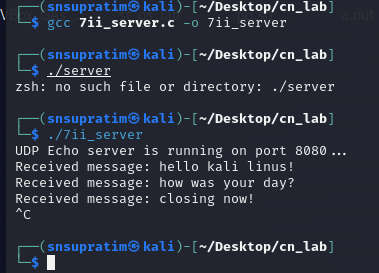 a.out
┌──(snsupratim㉿kali)-[~/Desktop/cn_lab]
└─$ gcc 7ii_server.c -o 7ii_server
┌──(snsupratim㉿kali)-[~/Desktop/cn_lab]
└─$ ./server
zsh: no such file or directory: ./server
┌──(snsupratim㉿kali)-[~/Desktop/cn_lab]
└─$ ./7ii_server
UDP Echo server is running on port 8080...
Received message: hello kali linus!
Received message: how was your day?
Received message: closing now!
^C
┌──(snsupratim㉿kali)-[~/Desktop/cn_lab]
└─$